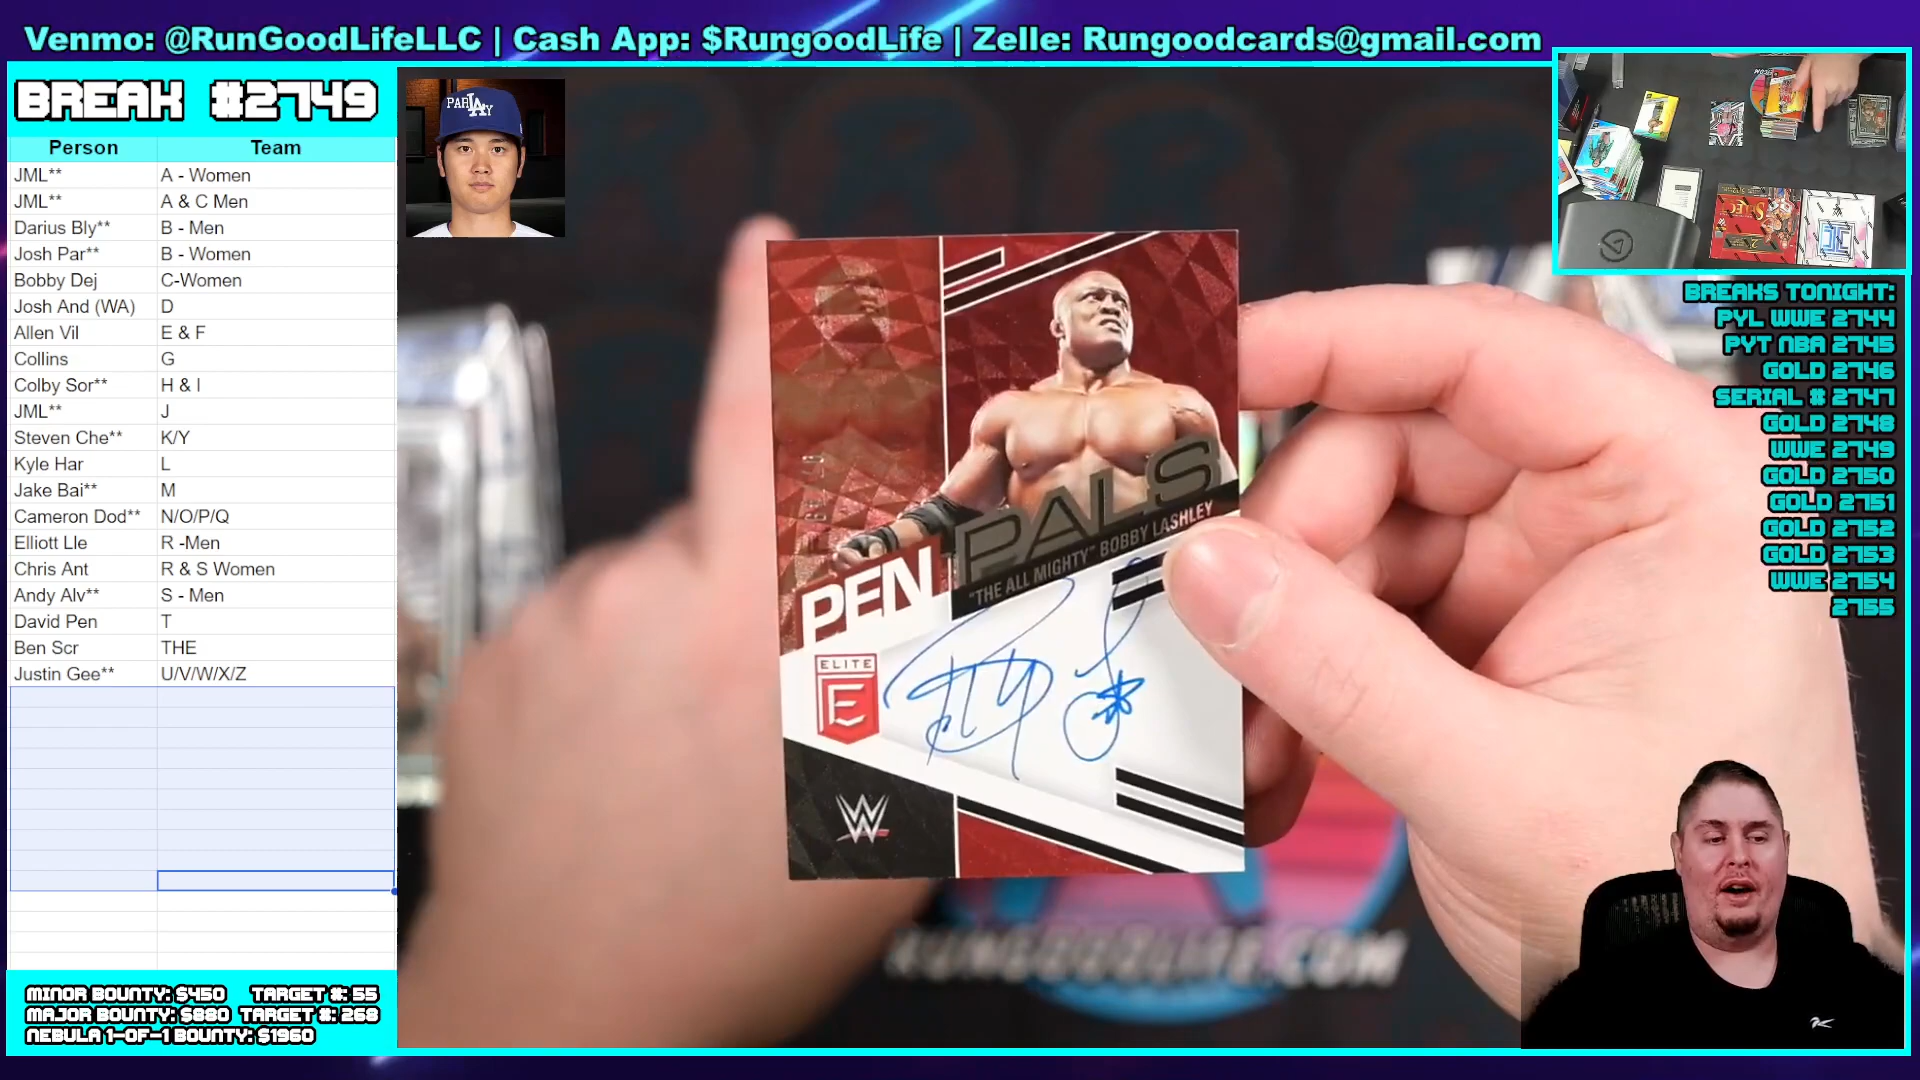 Venmo: @RunGoodLifeLLC | Cash App: $RungoodLife | Zelle: Rungoodcards@gmail.com
BREAK #2749
Person Team
JML** A - Women
JML** A & C Men
Darius Bly** B - Men
Josh Par** B - Women
Bobby Dej C-Women
Josh And (WA) D
Allen Vil E & F
Collins G
Colby Sor** H & I
JML** J
Steven Che** K/Y
Kyle Har L
Jake Bai** M
Cameron Dod** N/O/P/Q
Elliott Lle R -Men
Chris Ant R & S Women
Andy Alv** S - Men
David Pen T
Ben Scr THE
Justin Gee** U/V/W/X/Z
MINOR BOUNTY: $450 TARGET #: 55
MAJOR BOUNTY: $880 TARGET #: 268
NEBULA 1-OF-1 BOUNTY: $1960
PARLAY
PEN PALS
"THE ALL MIGHTY" BOBBY LASHLEY
ELITE
E
W
RUNGOODLIFE.COM
BREAKS TONIGHT:
PYL WWE 2744
PYT NBA 2745
GOLD 2746
SERIAL # 2747
GOLD 2748
WWE 2749
GOLD 2750
GOLD 2751
GOLD 2752
GOLD 2753
WWE 2754
2755